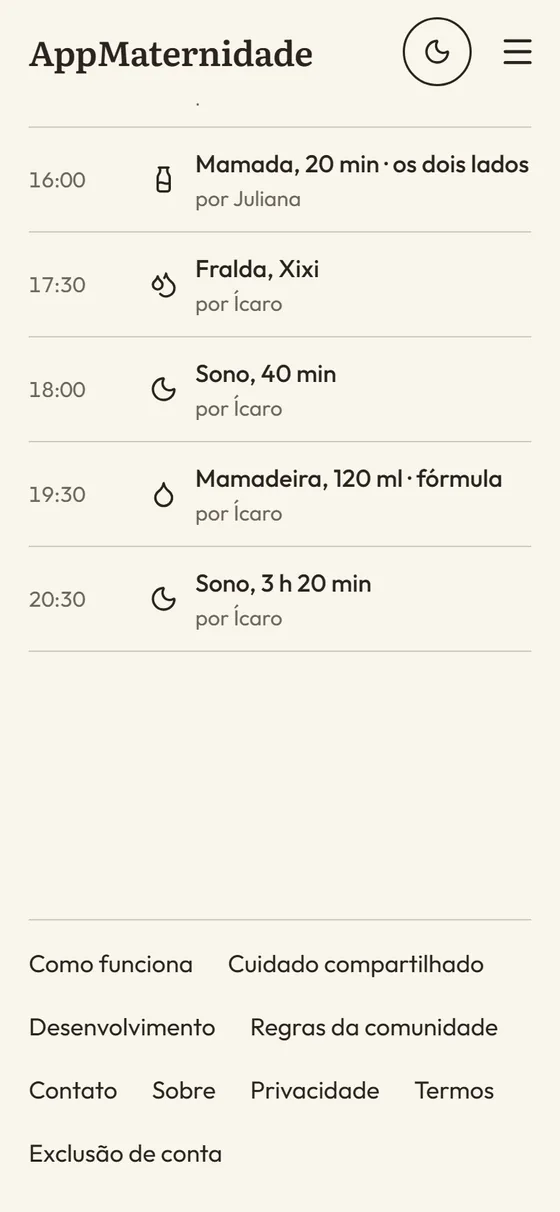 AppMaternidade
16:00
Mamada, 20 min · os dois lados
por Juliana
17:30
Fralda, Xixi
por Ícaro
18:00
Sono, 40 min
por Ícaro
19:30
Mamadeira, 120 ml · fórmula
por Ícaro
20:30
Sono, 3 h 20 min
por Ícaro
Como funciona Cuidado compartilhado
Desenvolvimento Regras da comunidade
Contato Sobre Privacidade Termos
Exclusão de conta